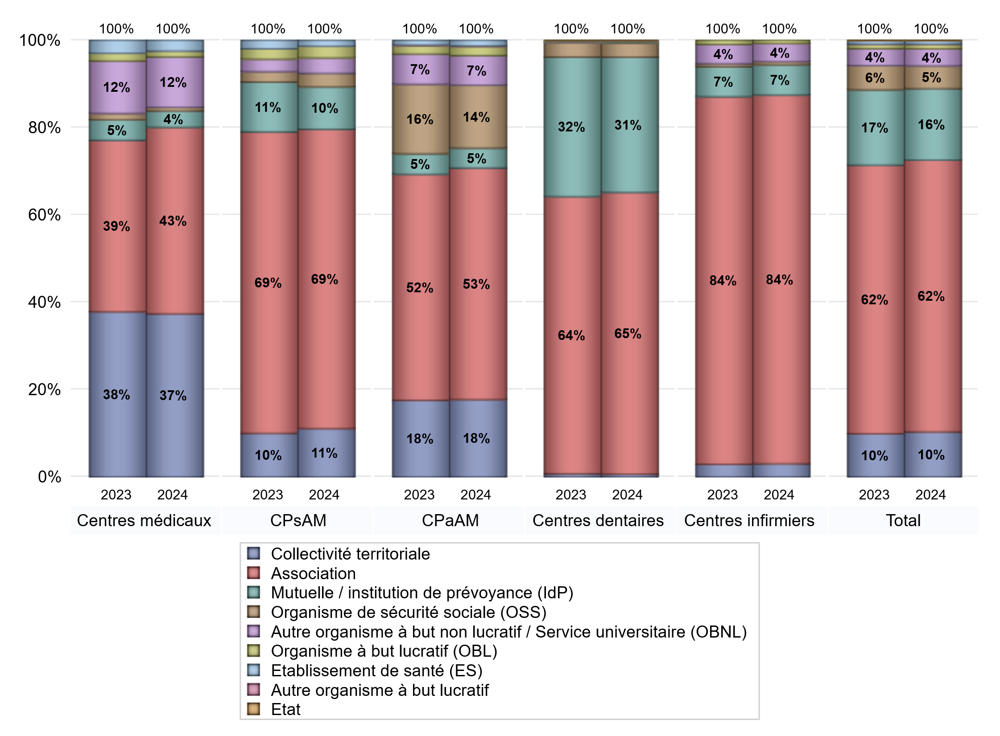 100% 100% 100% 100% 100% 100% 100% 100% 100% 100% 100% 100%
100%
80%
60%
40%
20%
0%
12% 12%
5% 4%
39% 43%
38% 37%
11% 10%
69% 69%
10% 11%
7% 7%
16% 14%
5% 5%
52% 53%
18% 18%
32% 31%
64% 65%
4% 4%
7% 7%
84% 84%
4% 4%
6% 5%
17% 16%
62% 62%
10% 10%
2023 2024 2023 2024 2023 2024 2023 2024 2023 2024 2023 2024
Centres médicaux CPsAM CPaAM Centres dentaires Centres infirmiers Total
Collectivité territoriale
Association
Mutuelle / institution de prévoyance (IdP)
Organisme de sécurité sociale (OSS)
Autre organisme à but non lucratif / Service universitaire (OBNL)
Organisme à but lucratif (OBL)
Etablissement de santé (ES)
Autre organisme à but lucratif
Etat